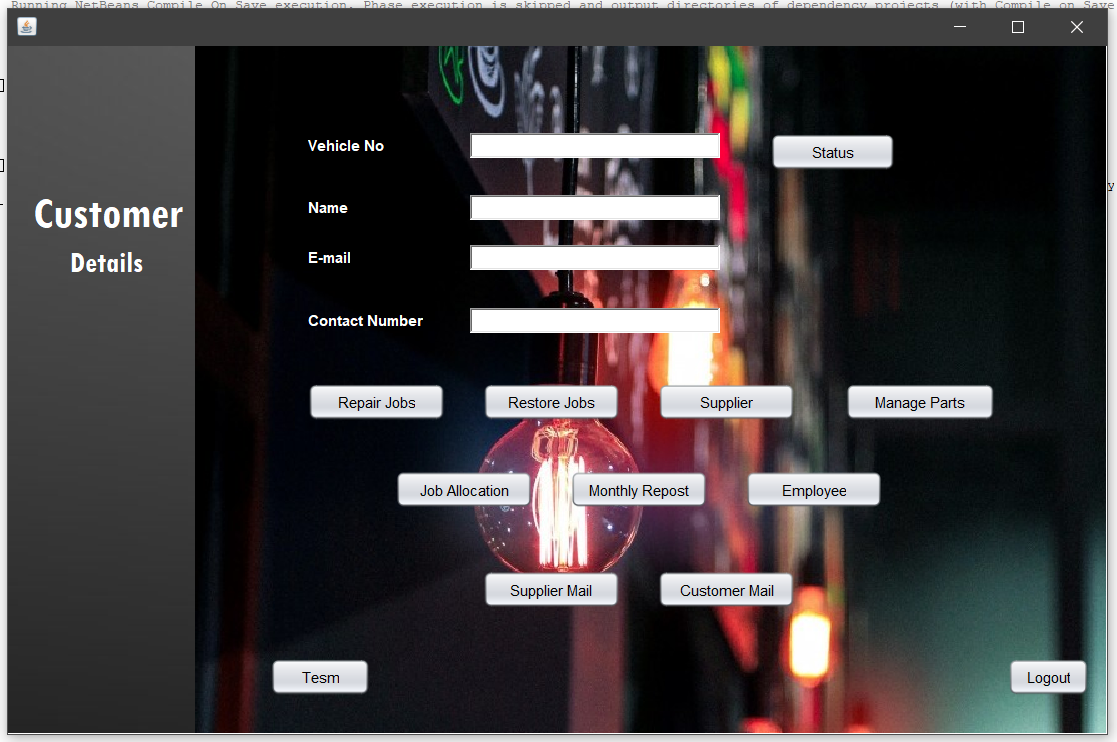 Running NetBeans Compile On Save execution. Phase execution is skipped and output directories of dependency projects (with Compile on Save
Customer
Details
Vehicle No
Status
Name
E-mail
Contact Number
Repair Jobs
Restore Jobs
Supplier
Manage Parts
Job Allocation
Monthly Repost
Employee
Supplier Mail
Customer Mail
Tesm
Logout